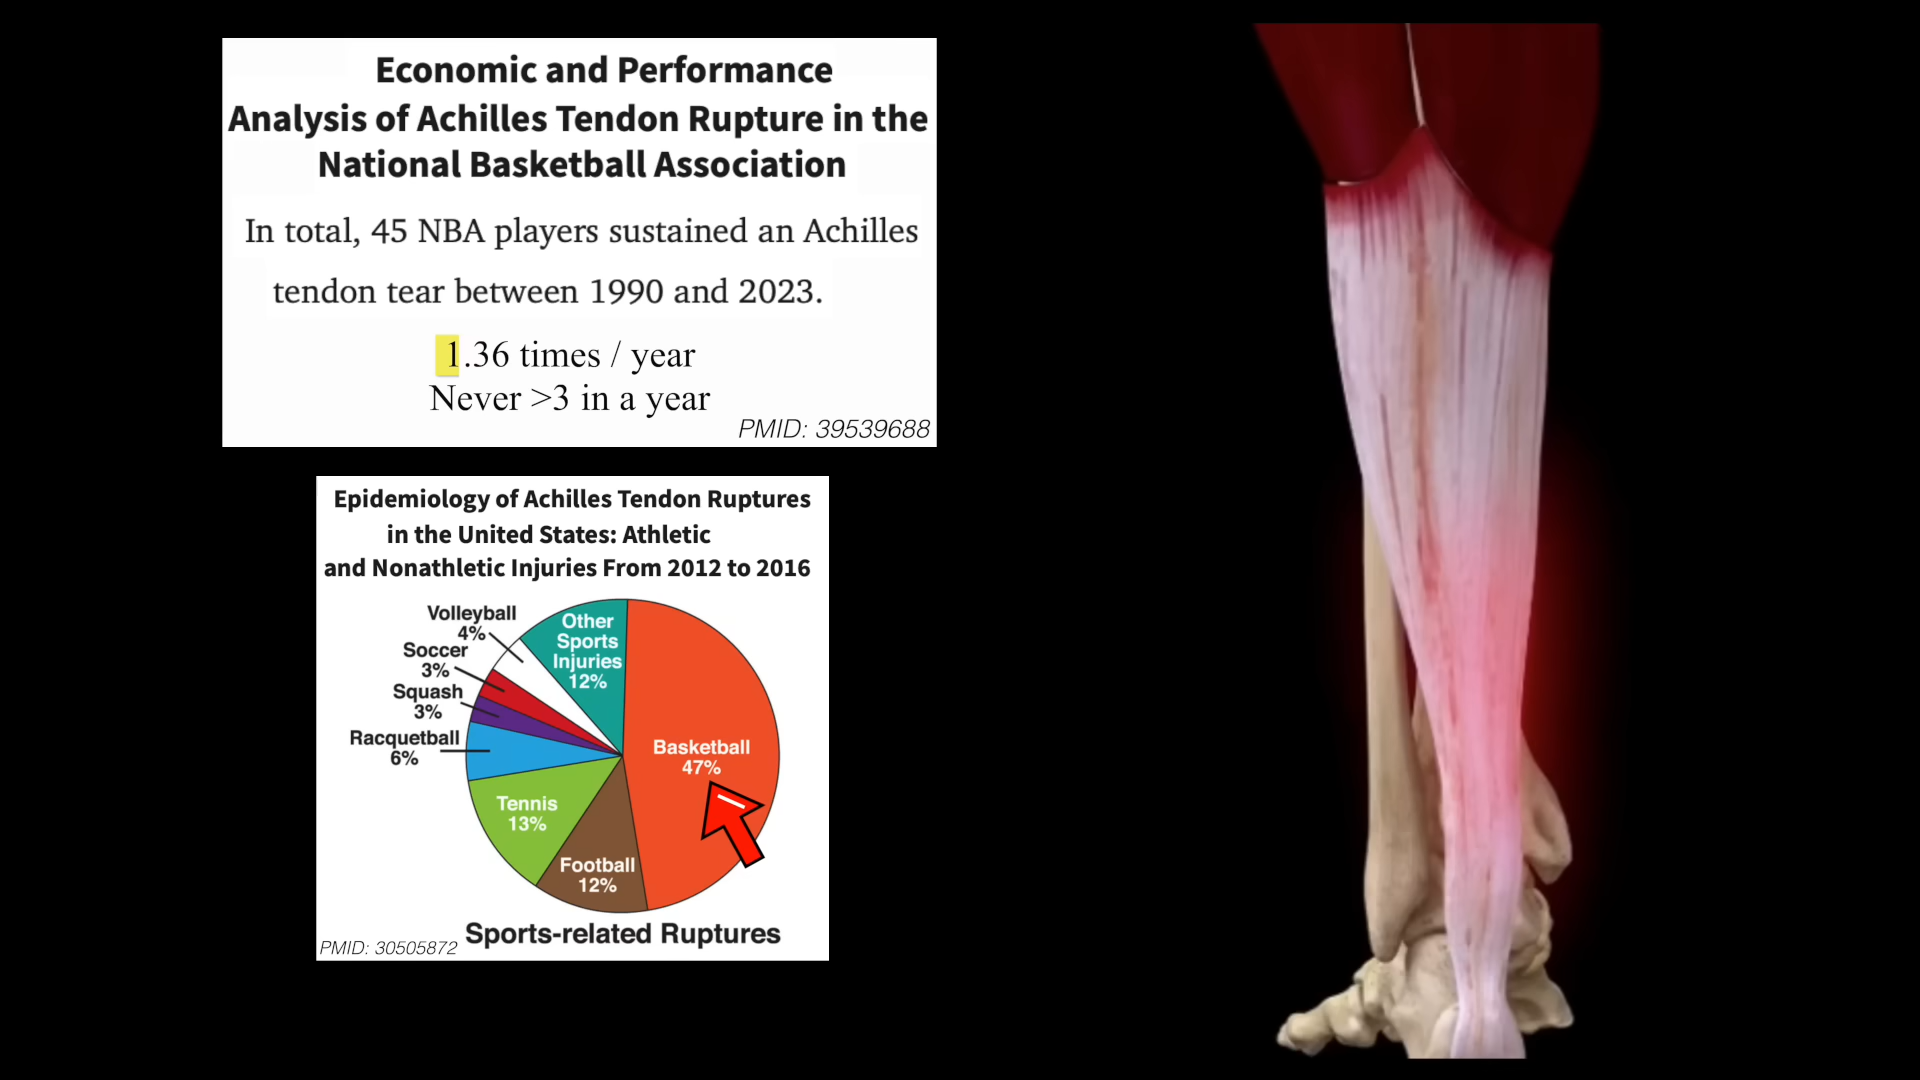 Economic and Performance
Analysis of Achilles Tendon Rupture in the
National Basketball Association
In total, 45 NBA players sustained an Achilles
tendon tear between 1990 and 2023.
1.36 times / year
Never >3 in a year
PMID: 39539688
Epidemiology of Achilles Tendon Ruptures
in the United States: Athletic
and Nonathletic Injuries From 2012 to 2016
Volleyball
4%
Soccer
3%
Squash
3%
Racquetball
6%
Other
Sports
Injuries
12%
Basketball
47%
Tennis
13%
Football
12%
Sports-related Ruptures
PMID: 30505872